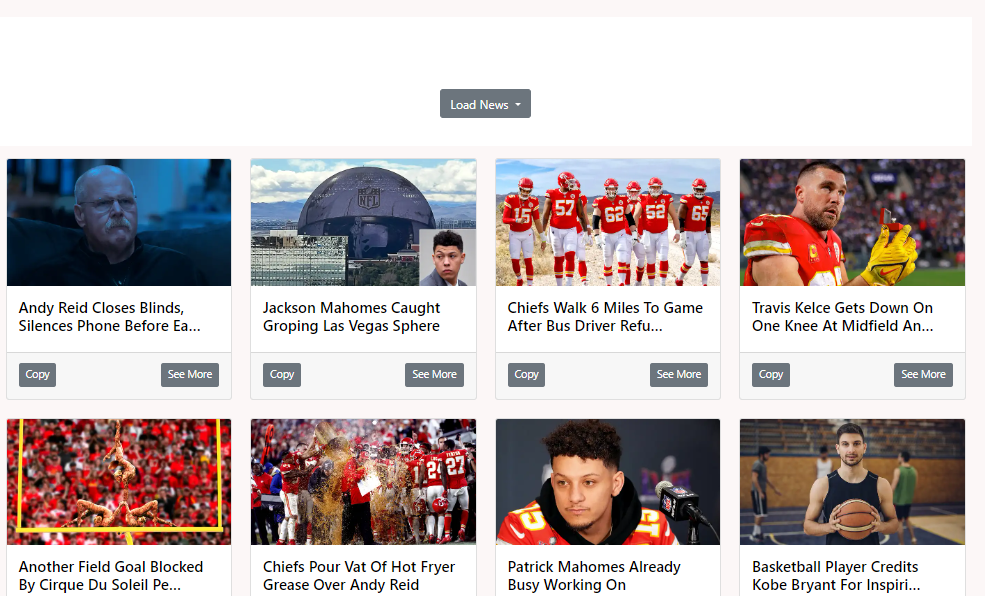 Load News
NFL
15
57
62
52
65
Andy Reid Closes Blinds,
Silences Phone Before Ea...
Jackson Mahomes Caught
Groping Las Vegas Sphere
Chiefs Walk 6 Miles To Game
After Bus Driver Refu...
Travis Kelce Gets Down On
One Knee At Midfield An...
Copy
See More
Copy
See More
Copy
See More
Copy
See More
24
27
15
NFL
Another Field Goal Blocked
By Cirque Du Soleil Pe...
Chiefs Pour Vat Of Hot Fryer
Grease Over Andy Reid
Patrick Mahomes Already
Busy Working On
Basketball Player Credits
Kobe Bryant For Inspiri...